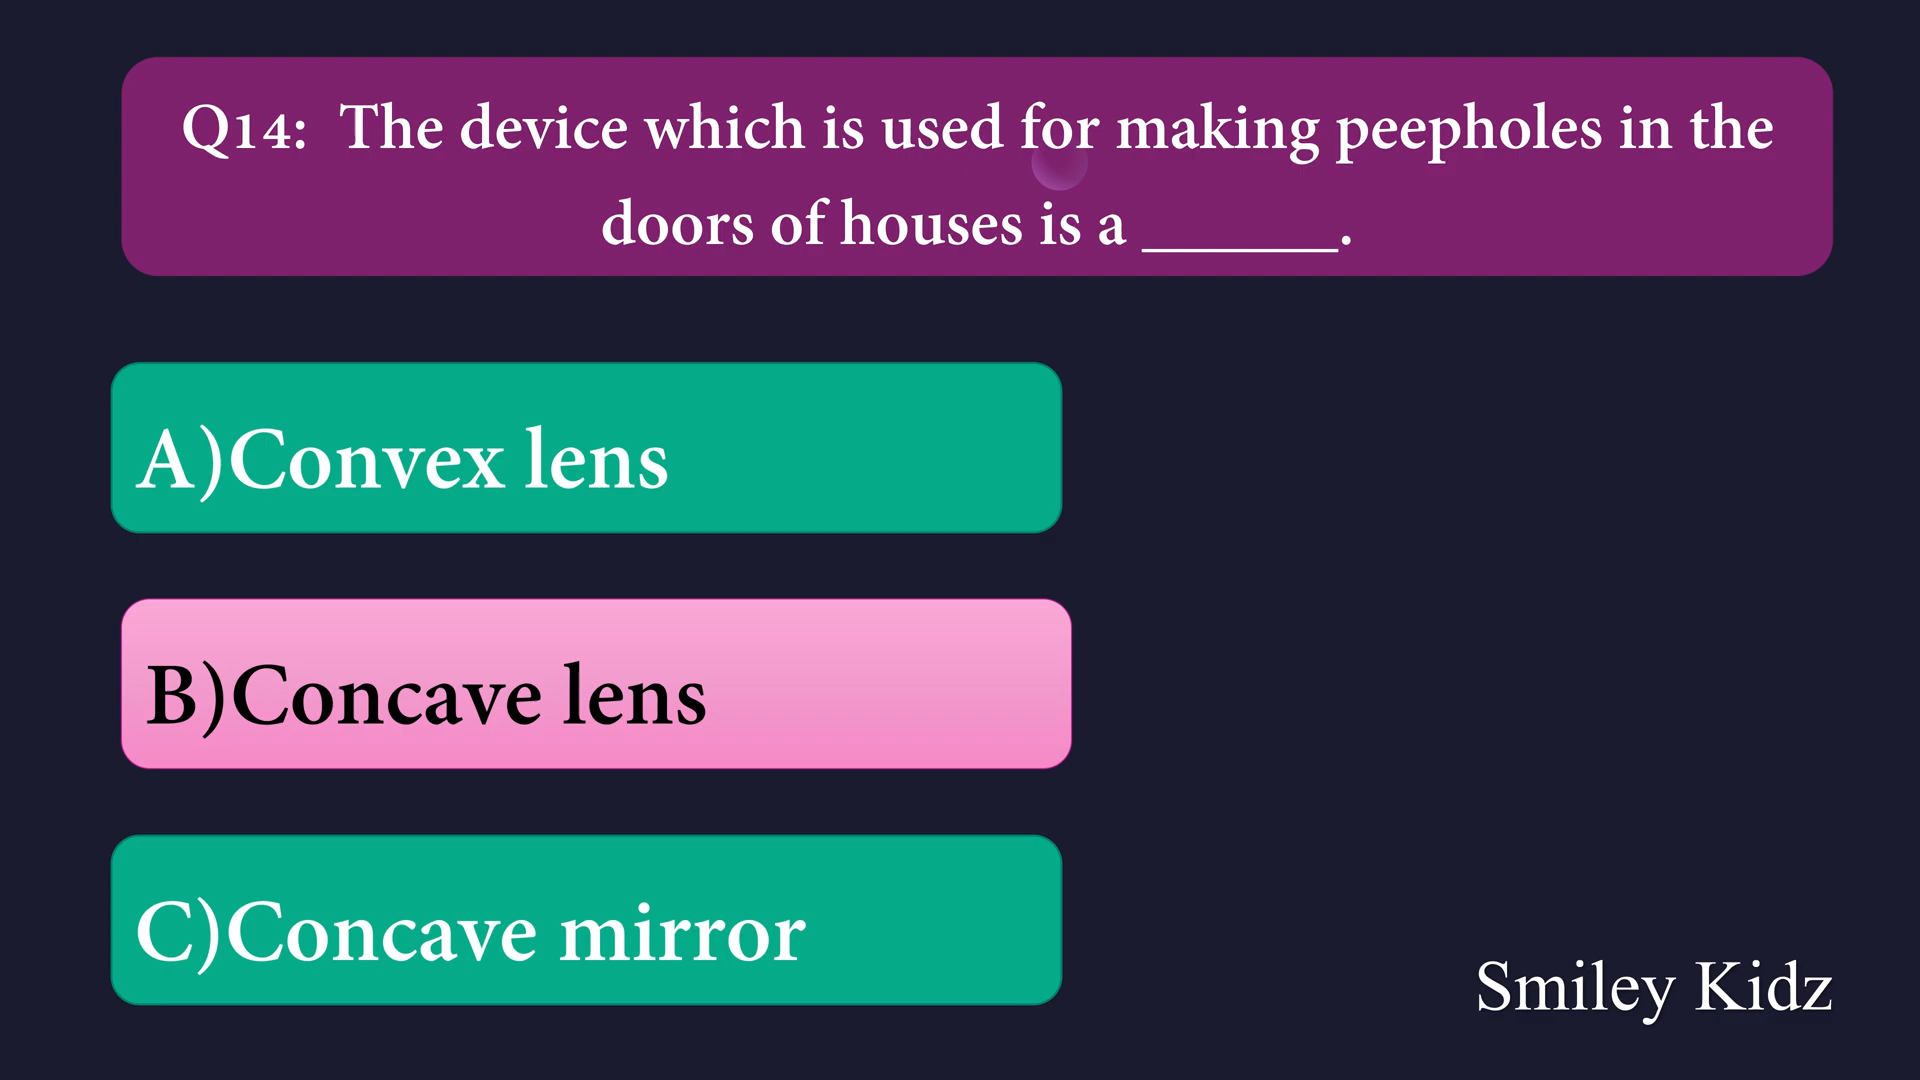 Q14: The device which is used for making peepholes in the
doors of houses is a ______.
A)Convex lens
B)Concave lens
C)Concave mirror
Smiley Kidz